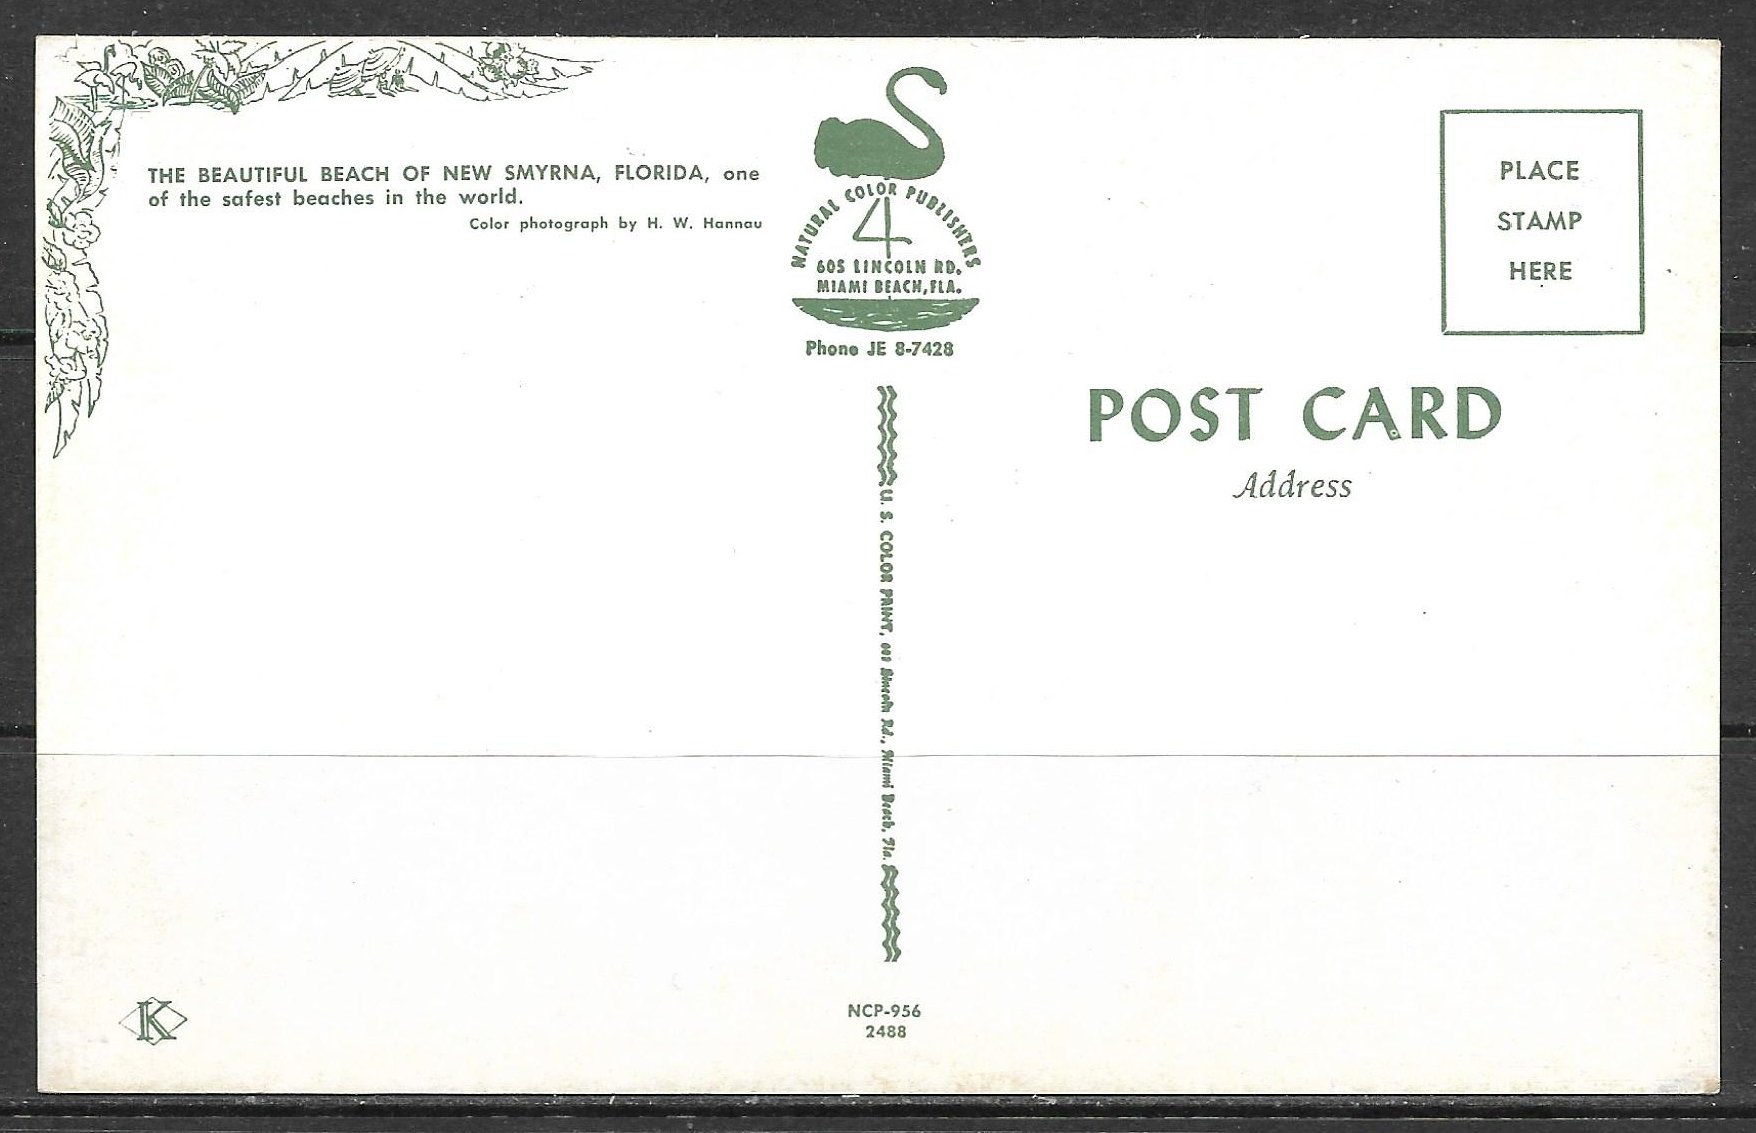 THE BEAUTIFUL BEACH OF NEW SMYRNA, FLORIDA, one
of the safest beaches in the world.
Color photograph by H. W. Hannau
NATURAL COLOR PUBLISHERS
4
605 LINCOLN RD.
MIAMI BEACH, FLA.
Phone JE 8-7428
PLACE
STAMP
HERE
POST CARD
Address
U. S. COLOR PRINT, Lincoln Rd., Miami Beach, Fla.
K
NCP-956
2488